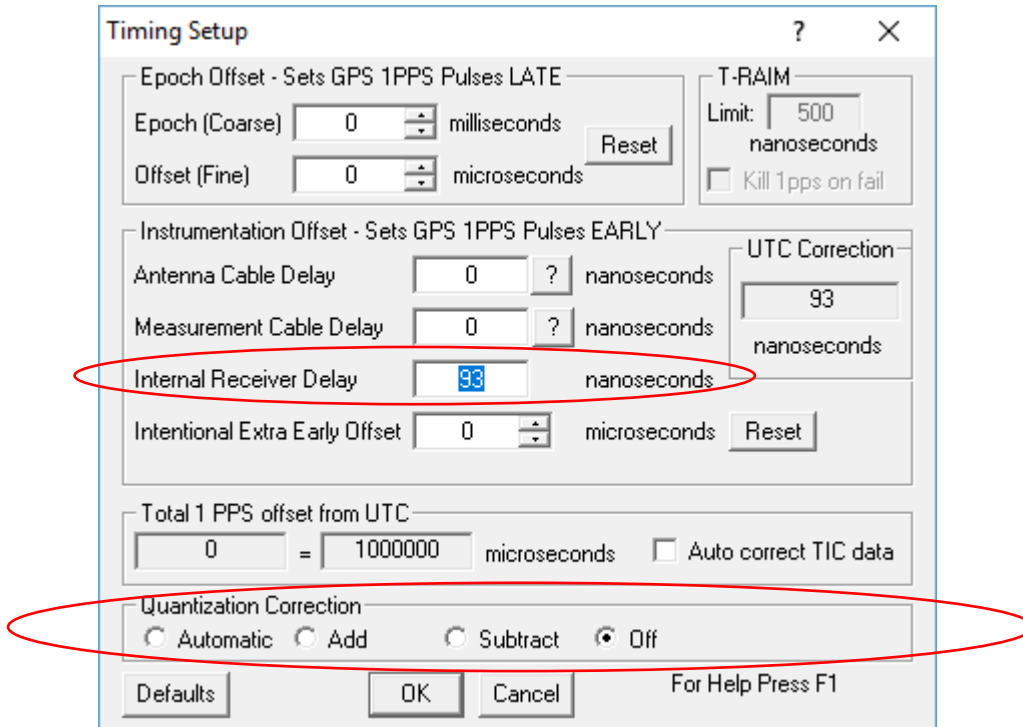 Timing Setup ? ×
Epoch Offset - Sets GPS 1PPS Pulses LATE
Epoch (Coarse) 0 milliseconds
Offset (Fine) 0 microseconds
Reset
T-RAIM
Limit: 500
nanoseconds
Kill 1pps on fail
Instrumentation Offset - Sets GPS 1PPS Pulses EARLY
Antenna Cable Delay 0 ? nanoseconds
Measurement Cable Delay 0 ? nanoseconds
Internal Receiver Delay 93 nanoseconds
Intentional Extra Early Offset 0 microseconds Reset
UTC Correction
93
nanoseconds
Total 1 PPS offset from UTC
0 = 1000000 microseconds Auto correct TIC data
Quantization Correction
Automatic Add Subtract Off
Defaults OK Cancel For Help Press F1